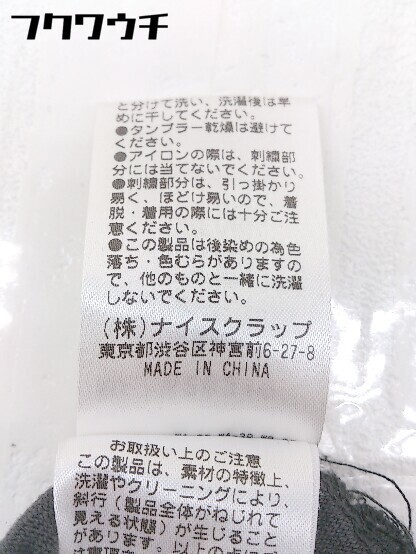 フクワウチ
と分けて洗い、洗濯後は早
めに干してください。
●タンブラー乾燥は避けて
ください。
●アイロンの際は、刺繍部
分には当てないでください。
●刺繍部分は、引っ掛かり
易く、ほどけ易いので、着
脱・着用の際には十分ご注
意ください。
●この製品は後染めの為色
落ち・色むらがありますの
で、他のものと一緒に洗濯
しないでください。
(株)ナイスクラップ
東京都渋谷区神宮前6-27-8
MADE IN CHINA
お取扱い上のご注意
この製品は、素材の特徴上、
洗濯やクリーニングにより、
斜行(製品全体がねじれて
見える状態)が生じること
があります。以上の点に